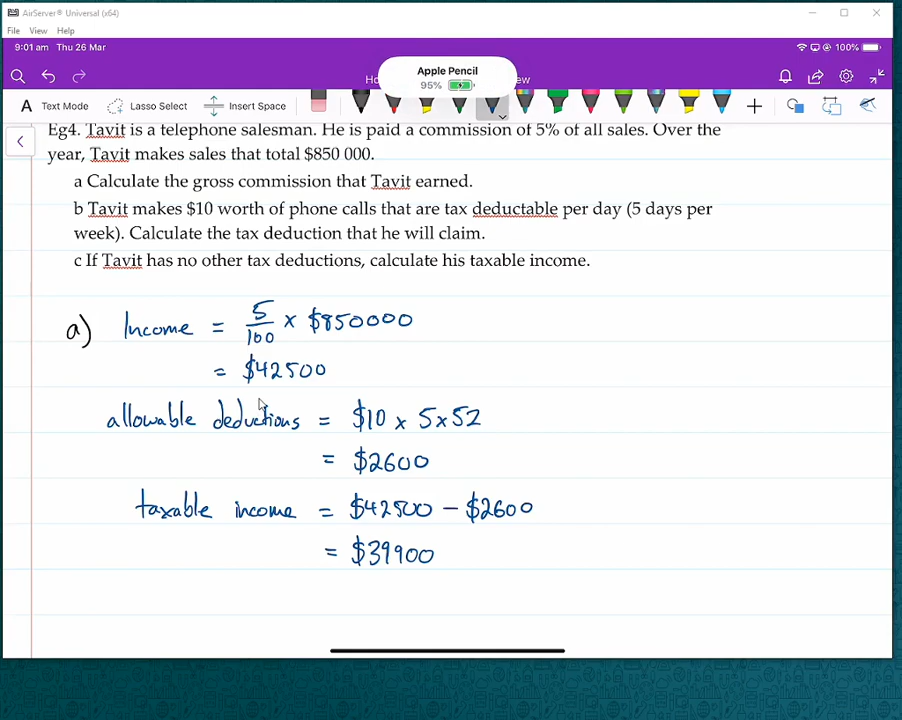 AirServer® Universal (x64)
File View Help
9:01am Thu 26 Mar
100%
Apple Pencil
95%
Ho
ew
A Text Mode Lasso Select Insert Space
Eg4. Tavit is a telephone salesman. He is paid a commission of 5% of all sales. Over the
year, Tavit makes sales that total $850 000.
a Calculate the gross commission that Tavit earned.
b Tavit makes $10 worth of phone calls that are tax deductable per day (5 days per
week). Calculate the tax deduction that he will claim.
c If Tavit has no other tax deductions, calculate his taxable income.
a) Income = 5/100 × $850000
= $42500
allowable deductions = $10 × 5×52
= $2600
taxable income = $42500 − $2600
= $39900